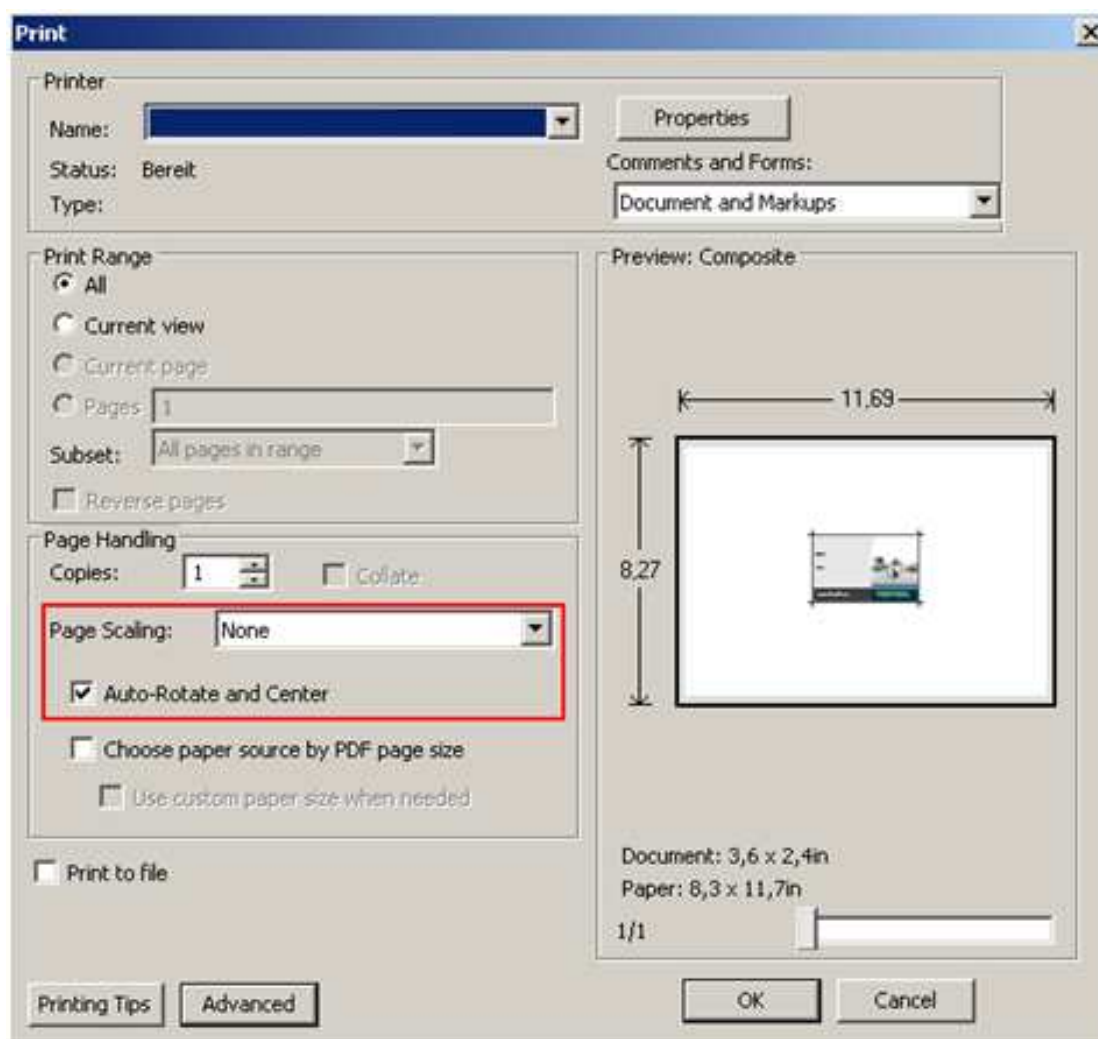 Print
Printer
Name:
Properties
Status: Bereit
Comments and Forms:
Type:
Document and Markups
Print Range
All
Current view
Current page
Pages 1
Subset: All pages in range
Reverse pages
Preview: Composite
11,69
8,27
Page Handling
Copies: 1 Collate
Page Scaling: None
Auto-Rotate and Center
Choose paper source by PDF page size
Use custom paper size when needed
Print to file
Document: 3,6 x 2,4in
Paper: 8,3 x 11,7in
1/1
Printing Tips Advanced OK Cancel